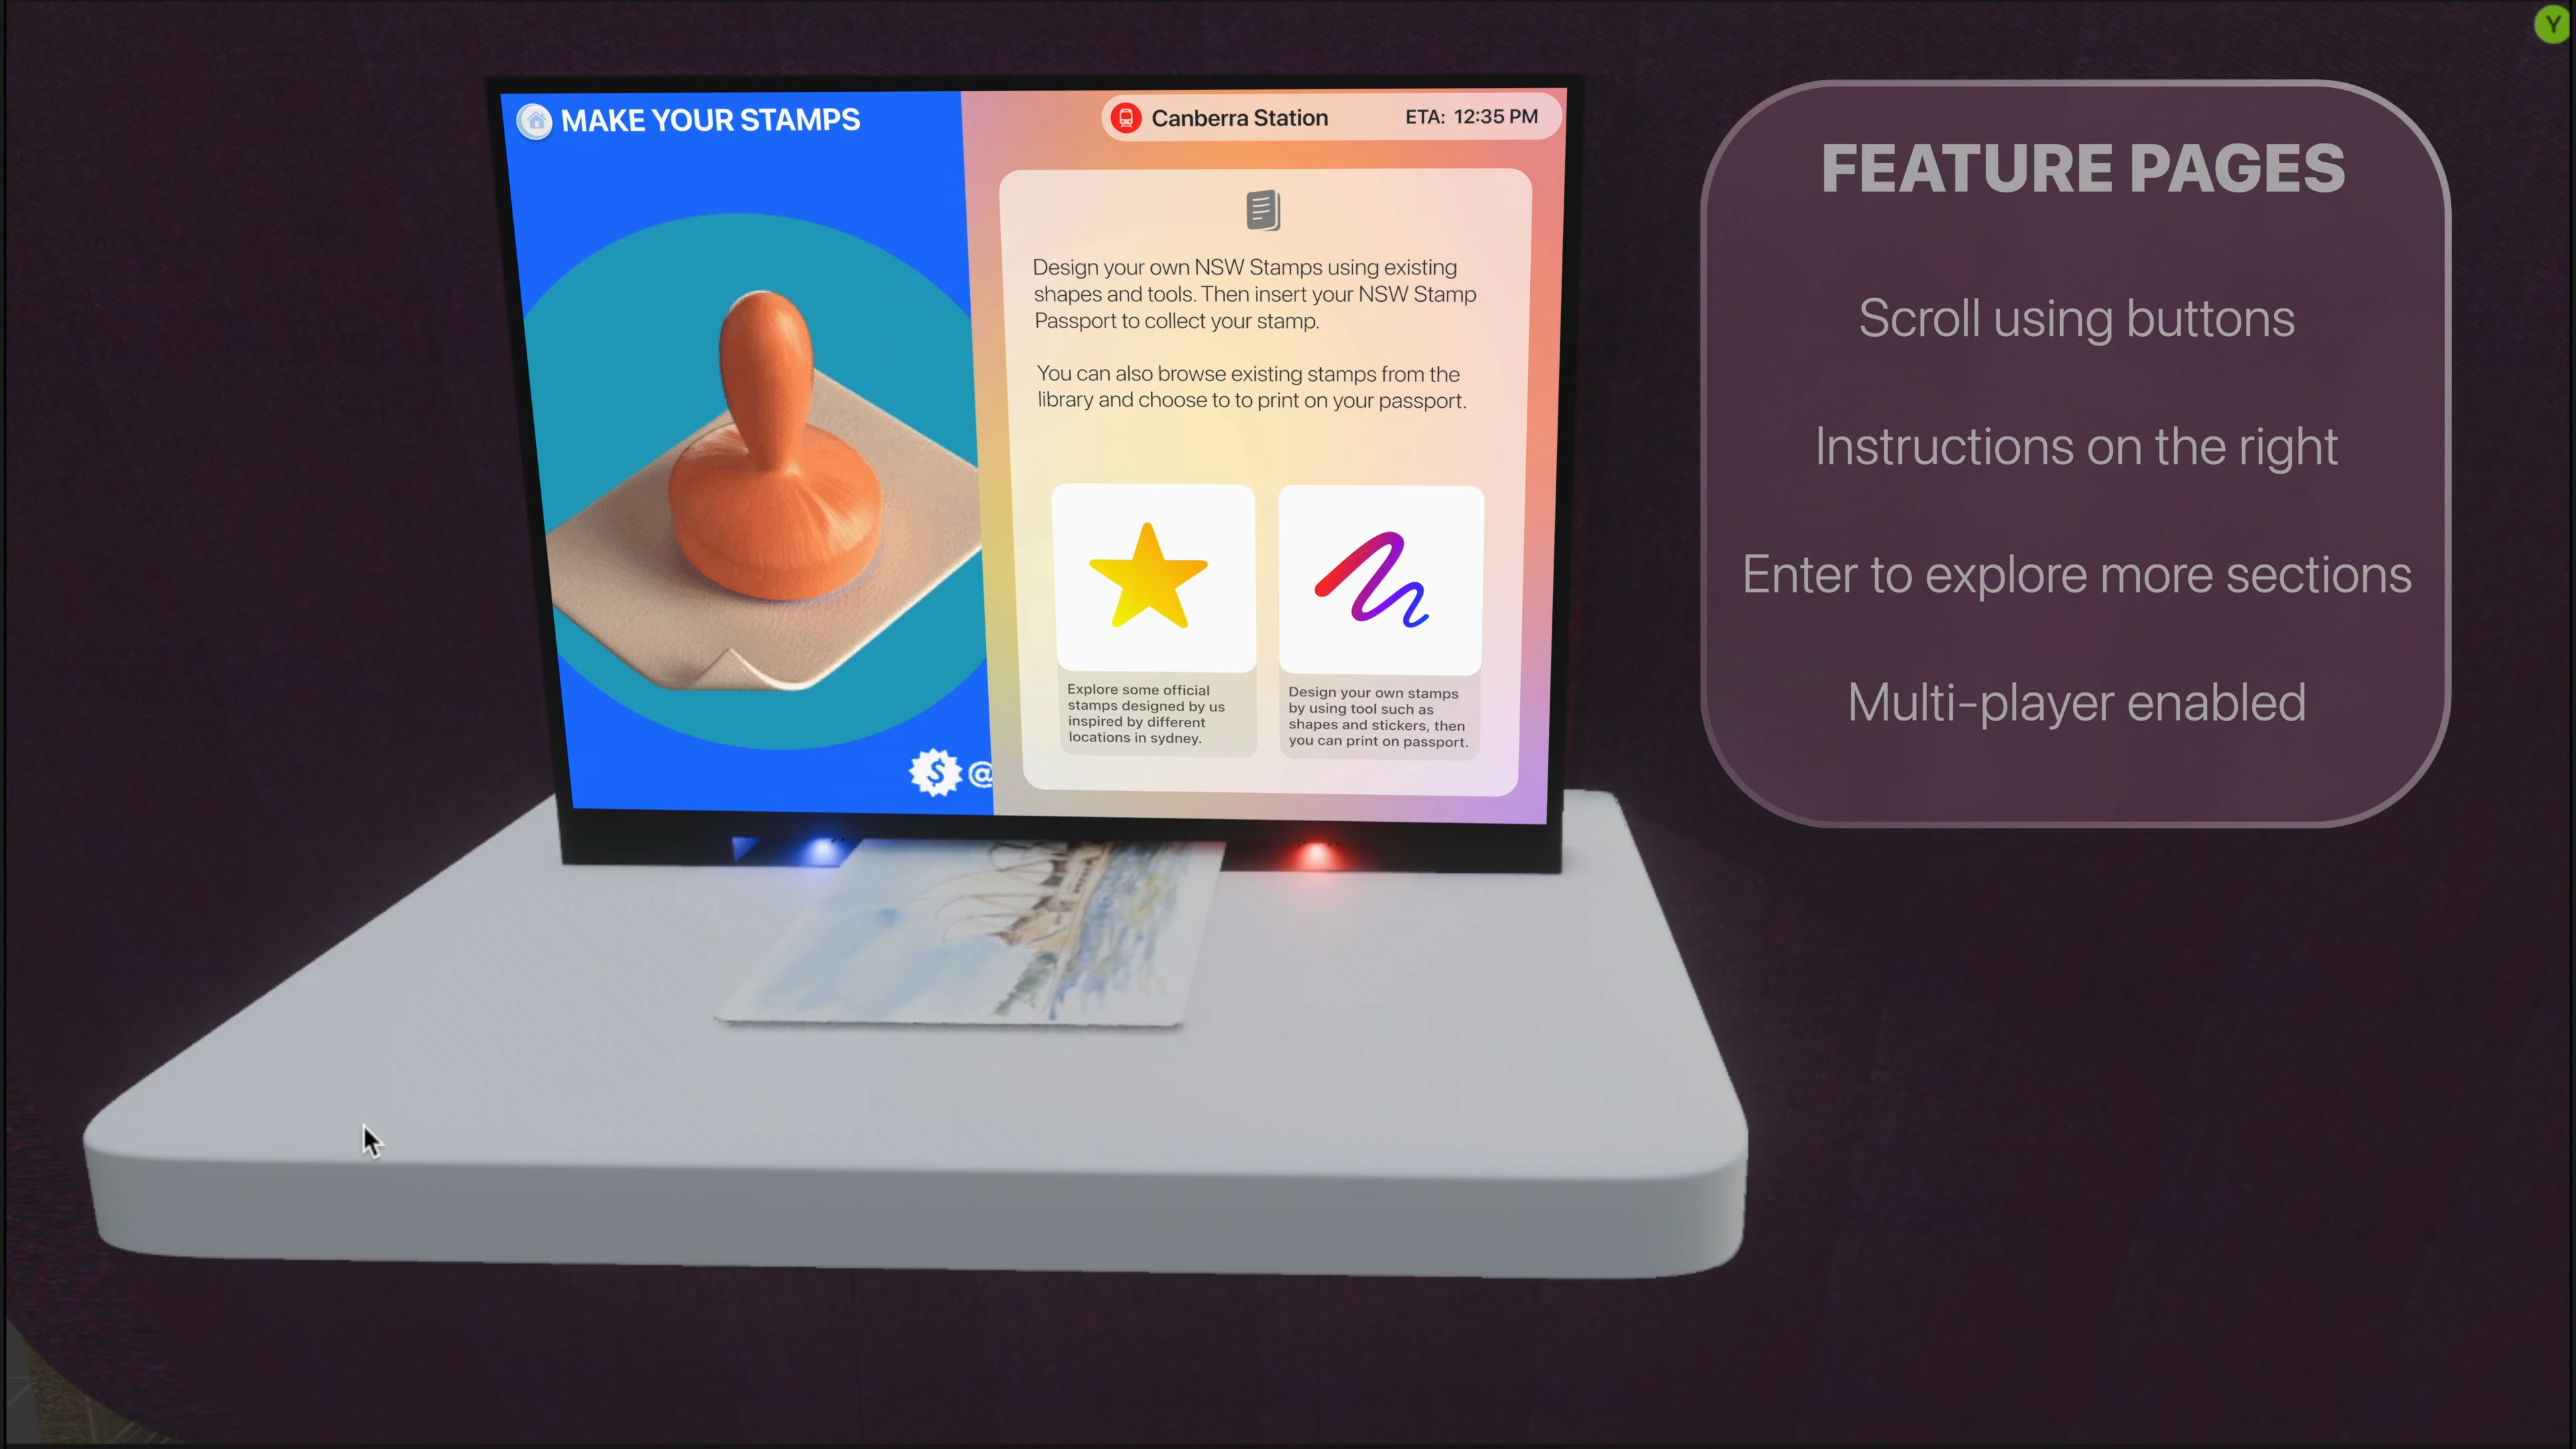 Y
MAKE YOUR STAMPS
Canberra Station
ETA: 12:35 PM
Design your own NSW Stamps using existing
shapes and tools. Then insert your NSW Stamp
Passport to collect your stamp.
You can also browse existing stamps from the
library and choose to to print on your passport.
Explore some official
stamps designed by us
inspired by different
locations in sydney.
Design your own stamps
by using tool such as
shapes and stickers, then
you can print on passport.
$ @
FEATURE PAGES
Scroll using buttons
Instructions on the right
Enter to explore more sections
Multi-player enabled